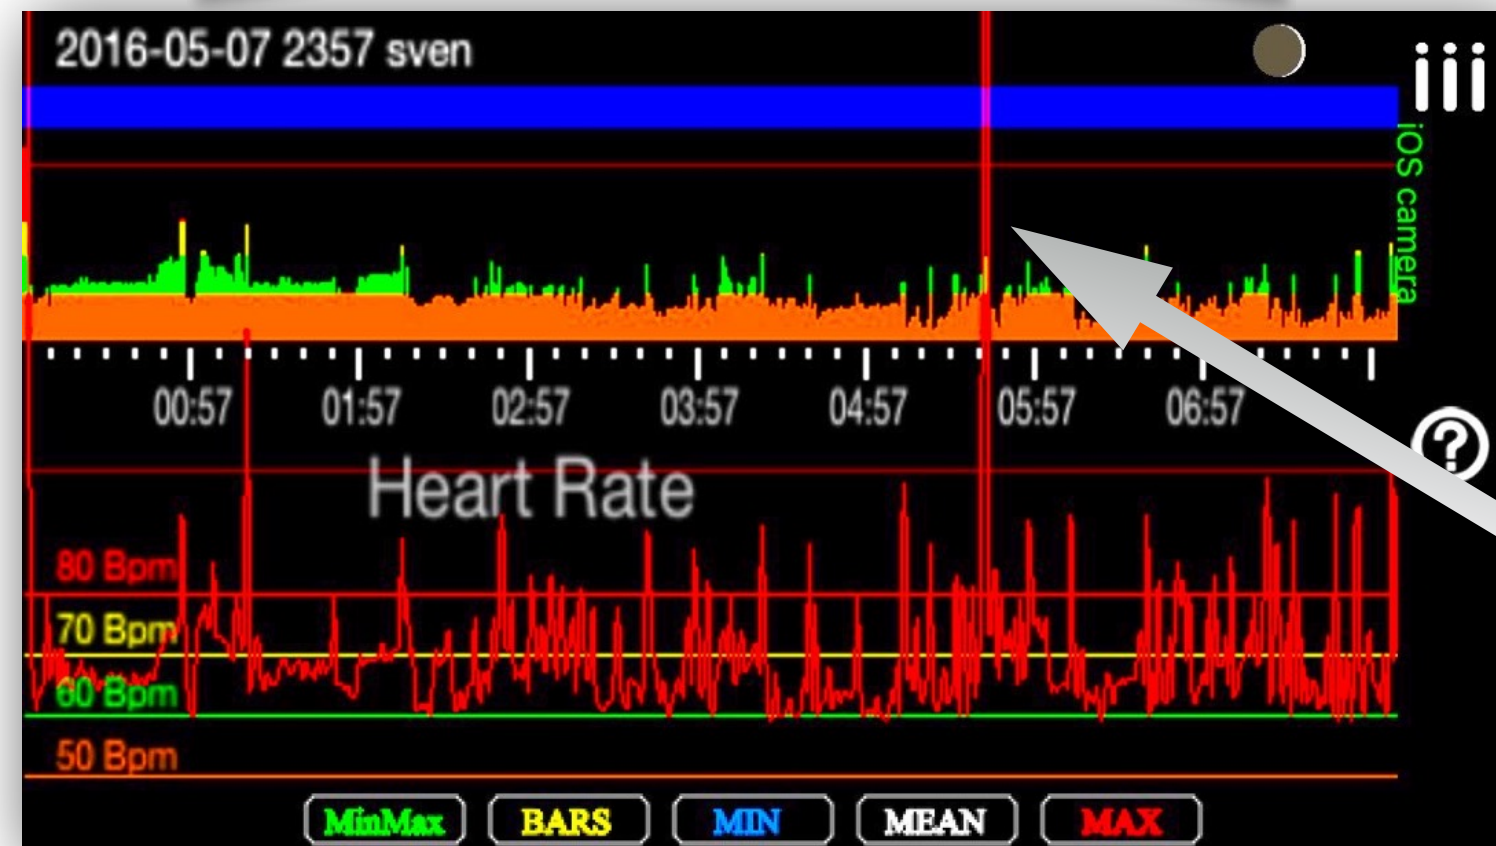 2016-05-07 2357 sven
iii
iOS camera
00:57 01:57 02:57 03:57 04:57 05:57 06:57
?
Heart Rate
80 Bpm
70 Bpm
60 Bpm
50 Bpm
MinMax BARS MIN MEAN MAX